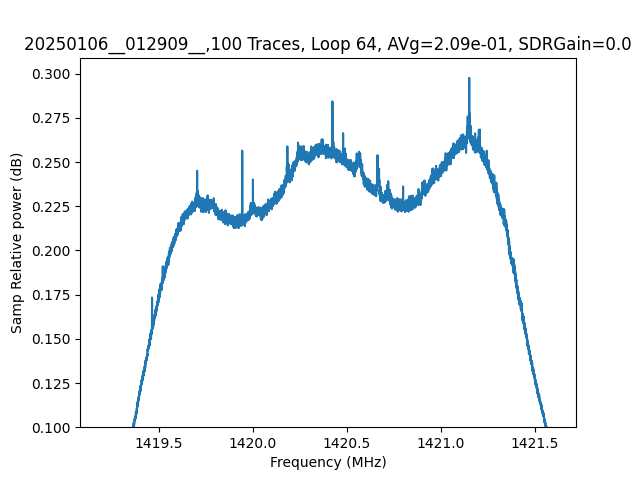 20250106__012909__,100 Traces, Loop 64, AVg=2.09e-01, SDRGain=0.0
0.300
0.275
0.250
0.225
0.200
0.175
0.150
0.125
0.100
Samp Relative power (dB)
1419.5 1420.0 1420.5 1421.0 1421.5
Frequency (MHz)